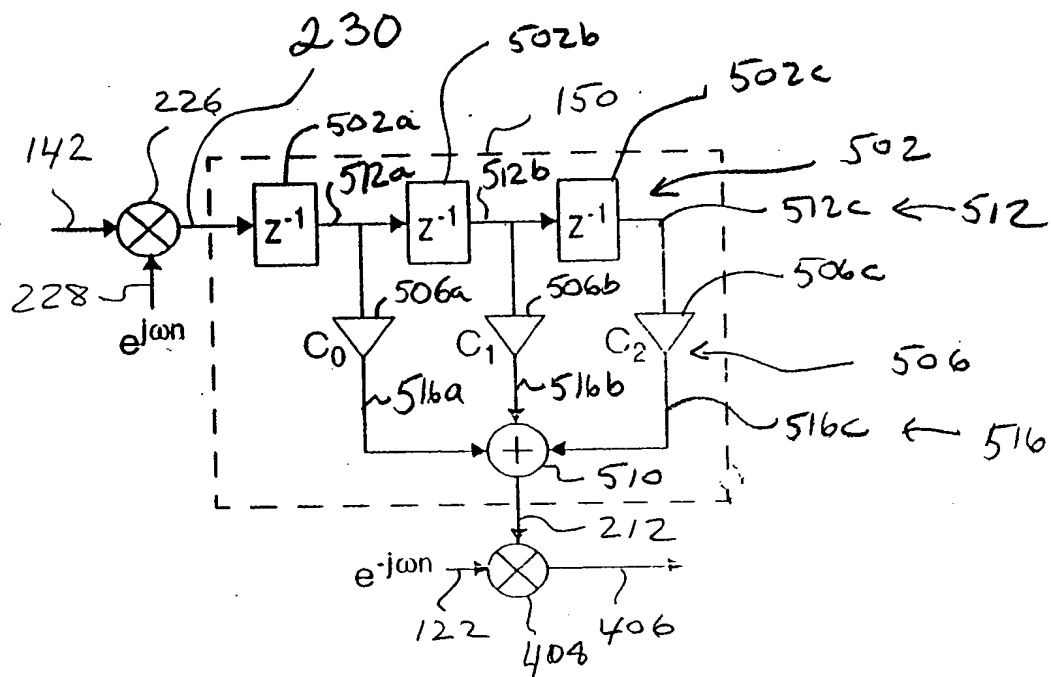 230
502b
226
502a
150
502c
142
512a
512b
502
Z⁻¹
Z⁻¹
Z⁻¹
512c
512
228
506a
506b
506c
e^jωn
C₀
C₁
C₂
506
516a
516b
516c
516
+
510
212
e^-jωn
122
406
408